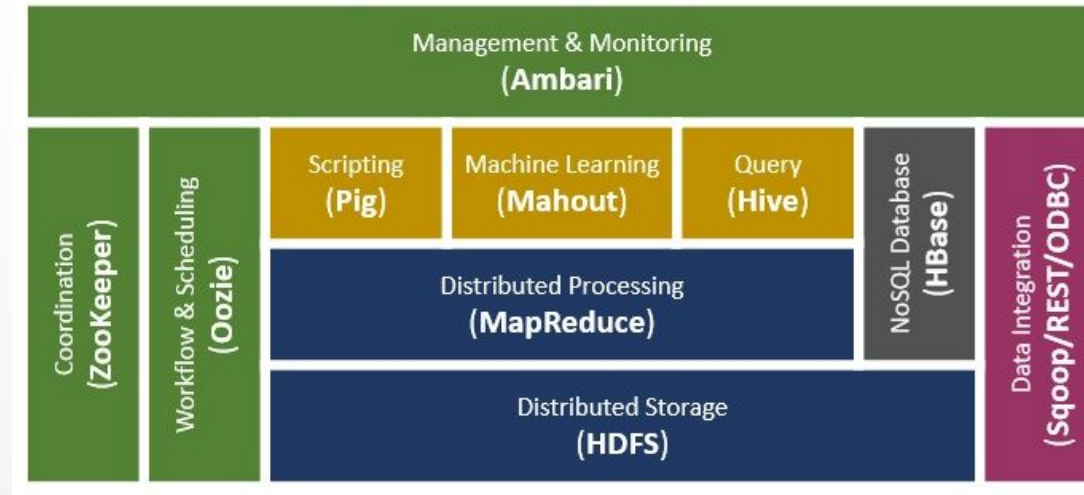 Management & Monitoring
(Ambari)
Coordination
(ZooKeeper)
Workflow & Scheduling
(Oozie)
Scripting
(Pig)
Machine Learning
(Mahout)
Query
(Hive)
Distributed Processing
(MapReduce)
NoSQL Database
(HBase)
Distributed Storage
(HDFS)
Data Integration
(Sqoop/REST/ODBC)